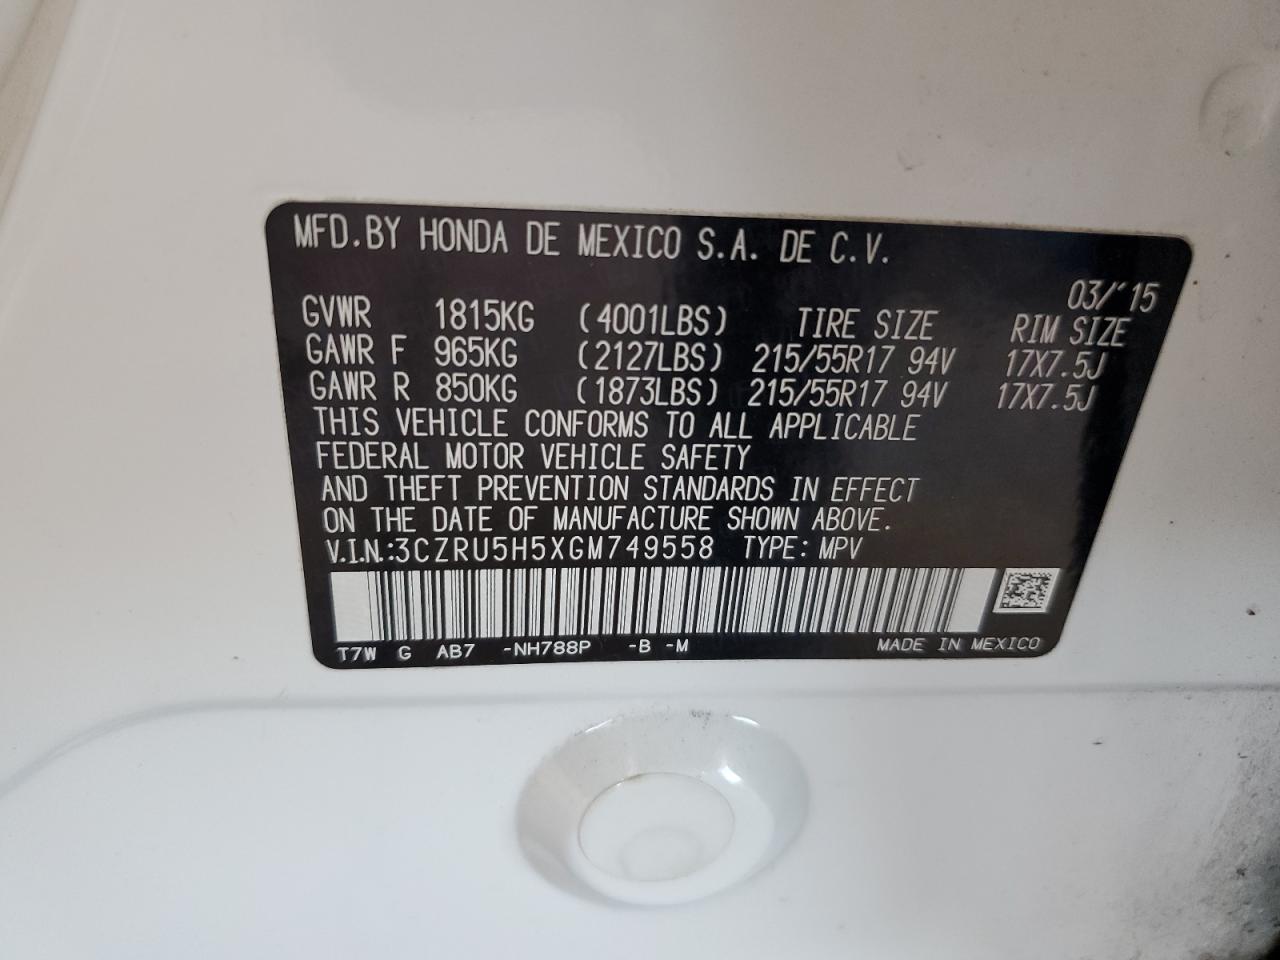 MFD.BY HONDA DE MEXICO S.A. DE C.V.
03/'15
GVWR 1815KG (4001LBS) TIRE SIZE RIM SIZE
GAWR F 965KG (2127LBS) 215/55R17 94V 17X7.5J
GAWR R 850KG (1873LBS) 215/55R17 94V 17X7.5J
THIS VEHICLE CONFORMS TO ALL APPLICABLE
FEDERAL MOTOR VEHICLE SAFETY
AND THEFT PREVENTION STANDARDS IN EFFECT
ON THE DATE OF MANUFACTURE SHOWN ABOVE.
V.I.N.:3CZRU5H5XGM749558 TYPE: MPV
T7W G AB7 -NH788P -B -M MADE IN MEXICO